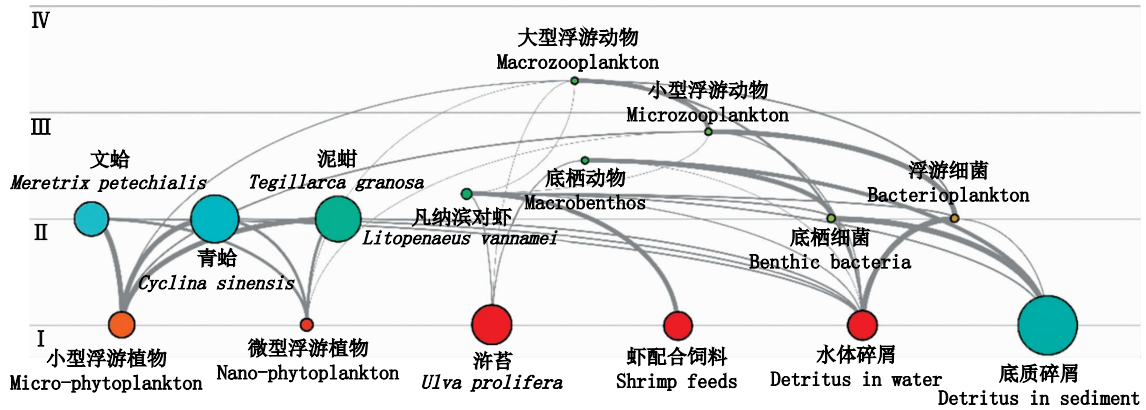 Ⅳ
大型浮游动物
Macrozooplankton
小型浮游动物
Microzooplankton
Ⅲ
文蛤
Meretrix petechialis
泥蚶
Tegillarca granosa
底栖动物
Macrobenthos
浮游细菌
Bacterioplankton
凡纳滨对虾
Litopenaeus vannamei
Ⅱ
青蛤
Cyclina sinensis
底栖细菌
Benthic bacteria
Ⅰ
小型浮游植物
Micro-phytoplankton
微型浮游植物
Nano-phytoplankton
浒苔
Ulva prolifera
虾配合饲料
Shrimp feeds
水体碎屑
Detritus in water
底质碎屑
Detritus in sediment